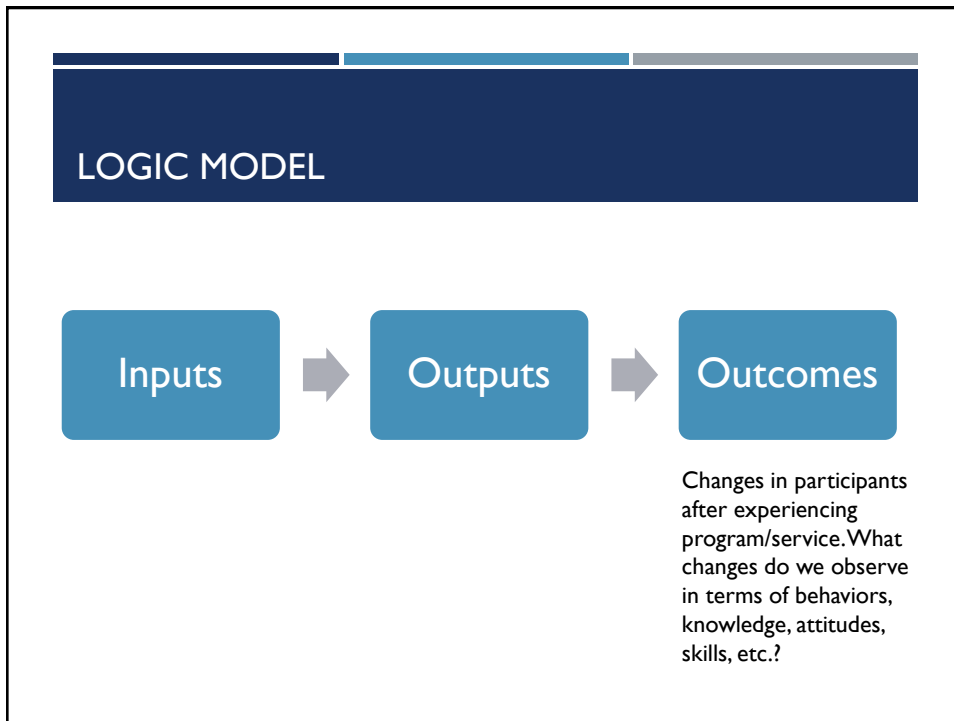 LOGIC MODEL
Inputs
Outputs
Outcomes
Changes in participants
after experiencing
program/service. What
changes do we observe
in terms of behaviors,
knowledge, attitudes,
skills, etc.?